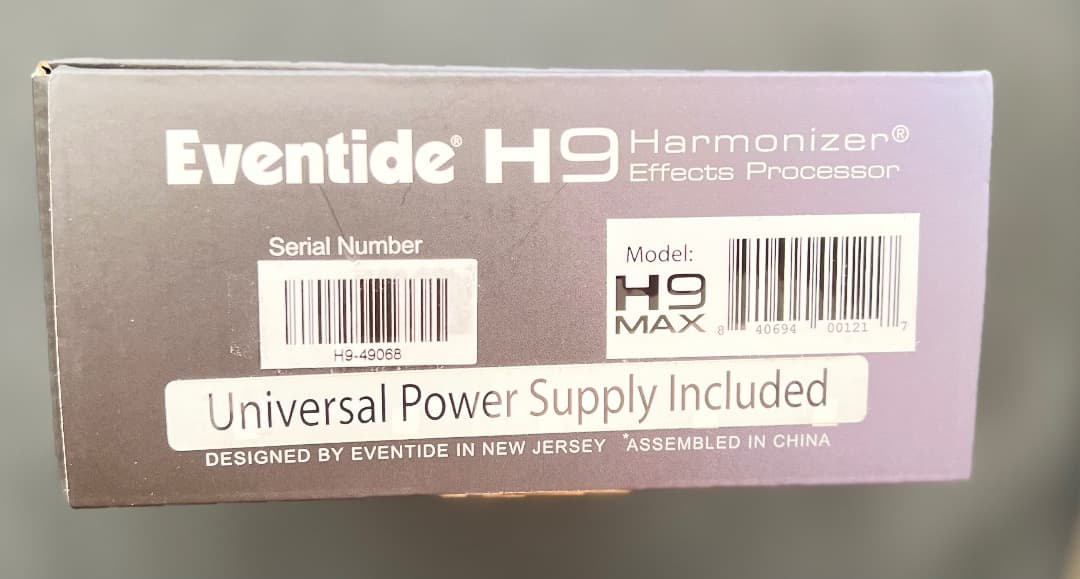 Eventide® H9 Harmonizer®
Effects Processor
Serial Number
H9-49068
Model:
H9
MAX
8 40694 00121 7
Universal Power Supply Included
DESIGNED BY EVENTIDE IN NEW JERSEY *ASSEMBLED IN CHINA